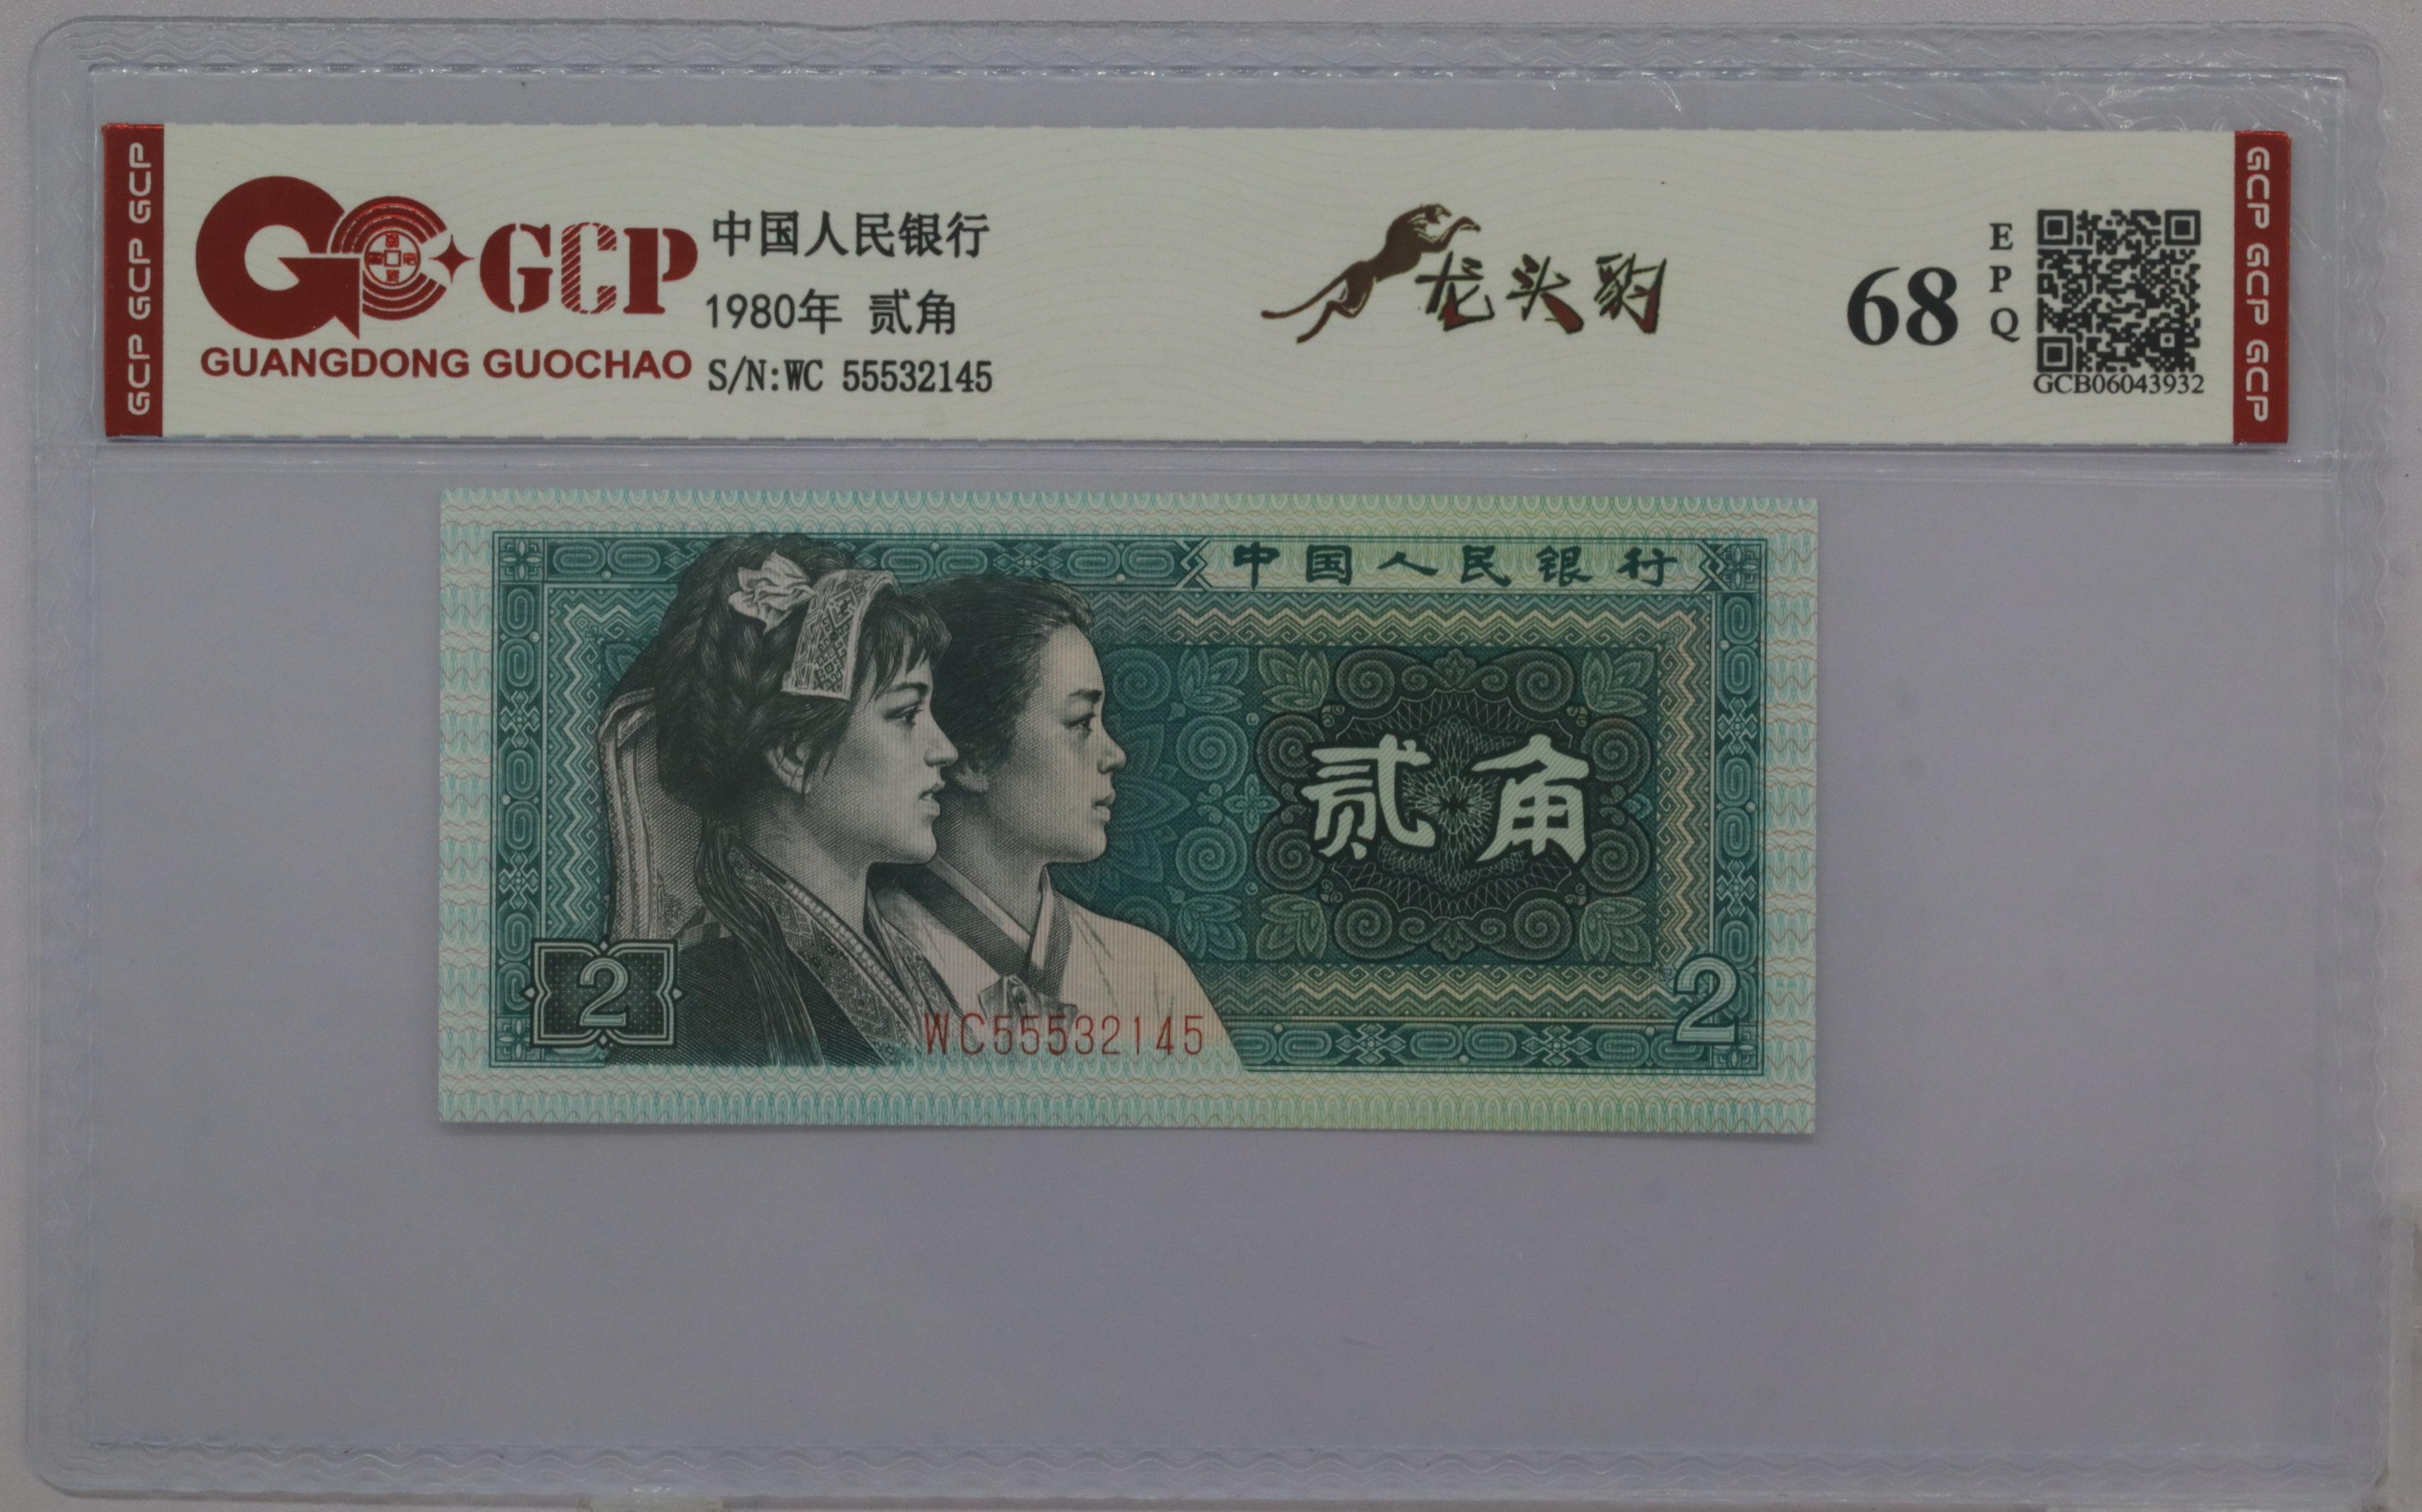 GCP GCP GCP
GCP
GUANGDONG GUOCHAO
中国人民银行
1980年 贰角
S/N:WC 55532145
龙头豹
68
EPQ
GCB06043932
GCP GCP GCP
中国人民银行
贰角
2
WC55532145
2